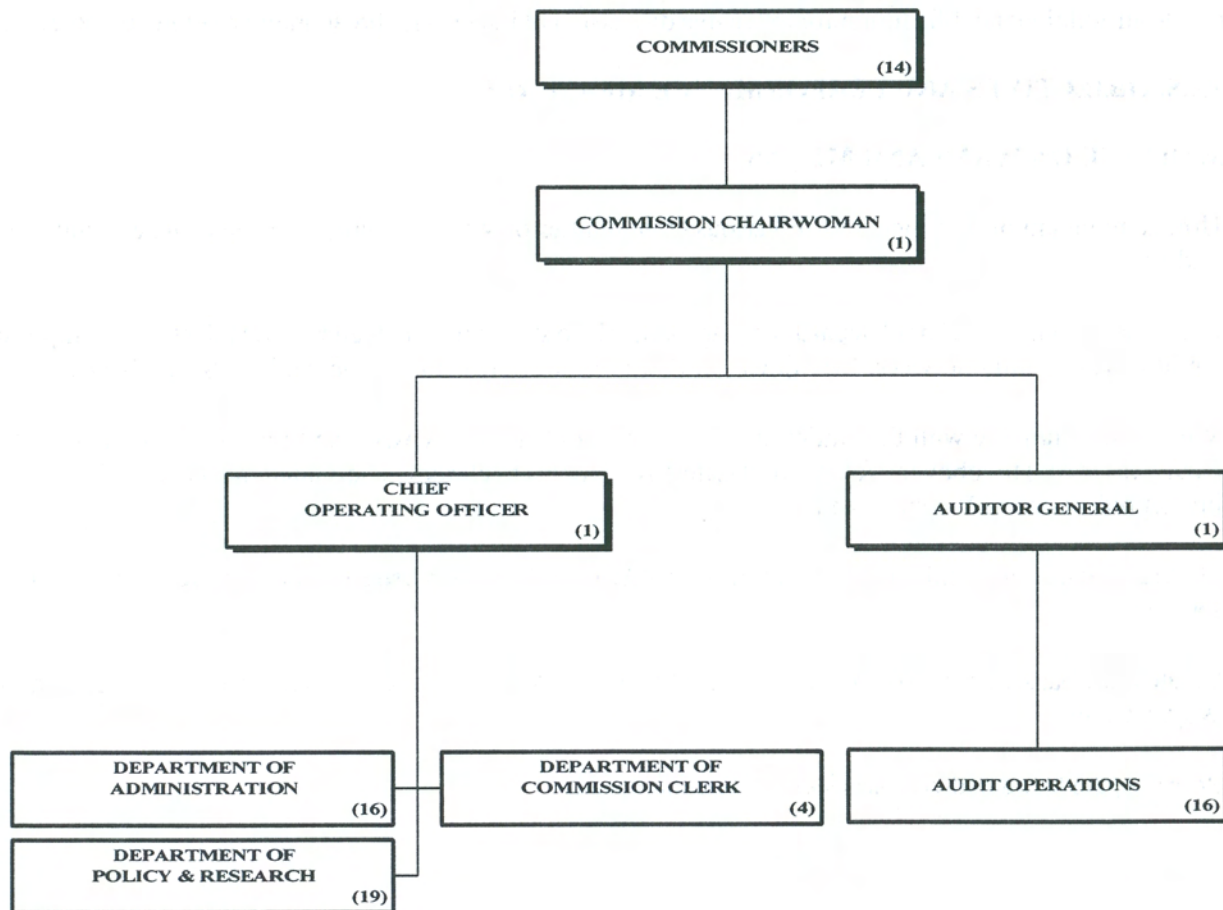 COMMISSIONERS
(14)
COMMISSION CHAIRWOMAN
(1)
CHIEF
OPERATING OFFICER
(1)
AUDITOR GENERAL
(1)
DEPARTMENT OF
ADMINISTRATION
(16)
DEPARTMENT OF
COMMISSION CLERK
(4)
AUDIT OPERATIONS
(16)
DEPARTMENT OF
POLICY & RESEARCH
(19)